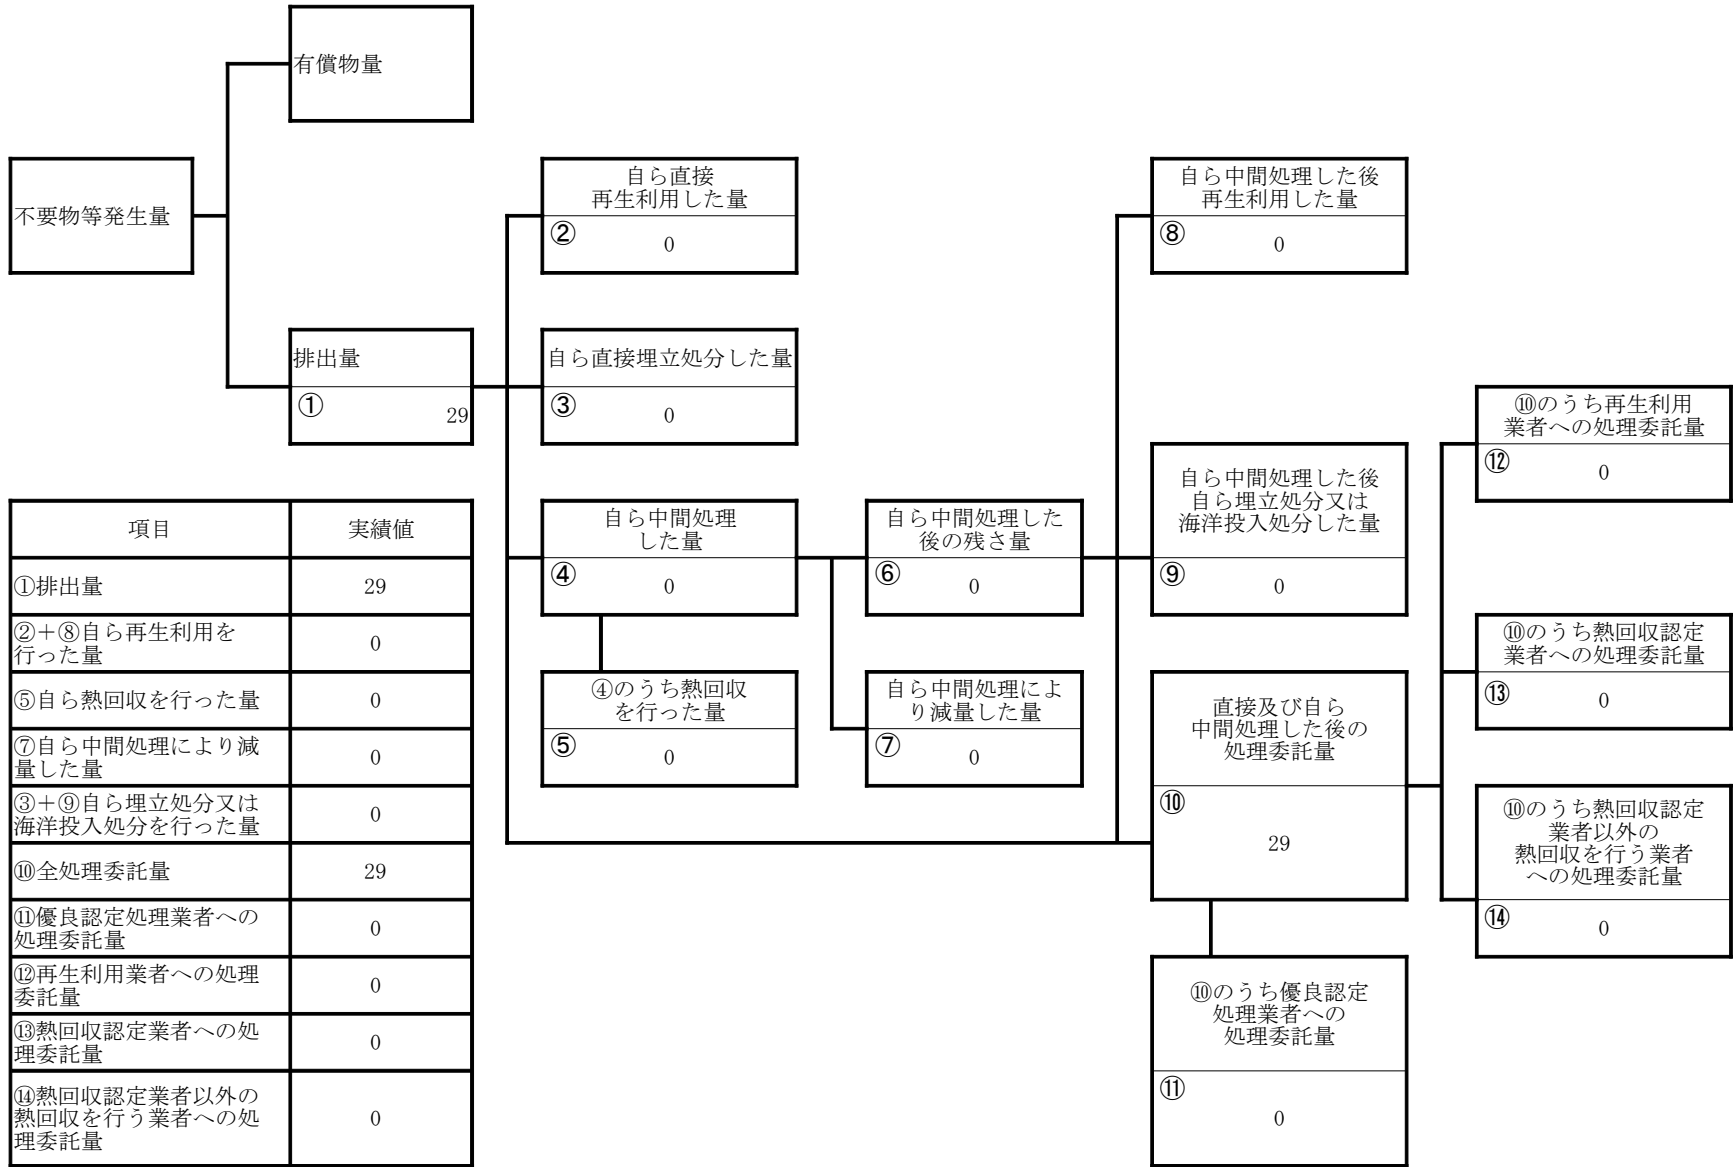 有償物量
不要物等発生量
自ら直接
再生利用した量
②
0
自ら中間処理した後
再生利用した量
⑧
0
排出量
①
29
自ら直接埋立処分した量
③
0
⑩のうち再生利用
業者への処理委託量
⑫
0
自ら中間処理
した量
④
0
自ら中間処理した
後の残さ量
⑥
0
自ら中間処理した後
自ら埋立処分又は
海洋投入処分した量
⑨
0
⑩のうち熱回収認定
業者への処理委託量
⑬
0
④のうち熱回収
を行った量
⑤
0
自ら中間処理によ
り減量した量
⑦
0
直接及び自ら
中間処理した後の
処理委託量
⑩
29
⑩のうち熱回収認定
業者以外の
熱回収を行う業者
への処理委託量
⑭
0
⑩のうち優良認定
処理業者への
処理委託量
⑪
0
項目 実績値
①排出量 29
②+⑧自ら再生利用を
行った量 0
⑤自ら熱回収を行った量 0
⑦自ら中間処理により減
量した量 0
③+⑨自ら埋立処分又は
海洋投入処分を行った量 0
⑩全処理委託量 29
⑪優良認定処理業者への
処理委託量 0
⑫再生利用業者への処理
委託量 0
⑬熱回収認定業者への処
理委託量 0
⑭熱回収認定業者以外の
熱回収を行う業者への処
理委託量 0